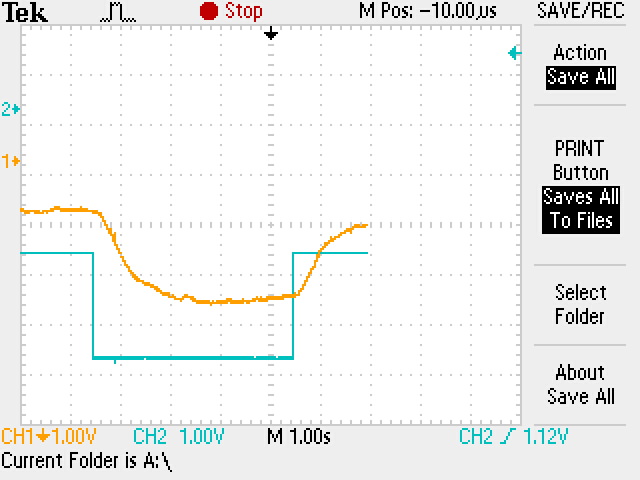 Tek
Stop
M Pos: −10.00µs
SAVE/REC
Action
Save All
PRINT
Button
Saves All
To Files
Select
Folder
About
Save All
2
1
CH1 1.00V
CH2 1.00V
M 1.00s
CH2 1.12V
Current Folder is A:\